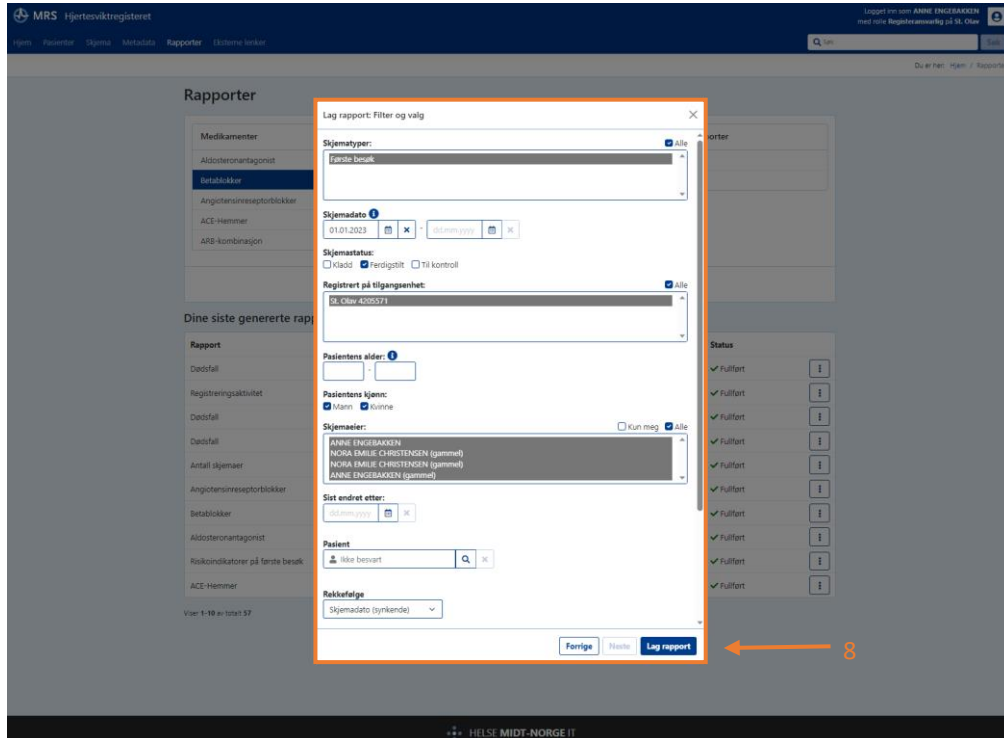 MRS Hjertesviktregisteret
Logget inn som ANNE ENGEBAKKEN
med rolle Registeransvarlig på St. Olav
Hjem Pasienter Skjema Metadata Rapporter Eksterne lenker
Søk
Søk
Du er her: Hjem / Rapporte
Rapporter
Medikamenter
Aldosteronantagonist
Betablokker
Angiotensinreseptorblokker
ACE-Hemmer
ARB-kombinasjon
porter
Lag rapport: Filter og valg
Skjematyper:
Alle
Første besøk
Skjemadato
01.01.2023 - dd.mm.yyyy
Skjemastatus:
Kladd Ferdigstilt Til kontroll
Registrert på tilgangsenhet:
Alle
St. Olav 4205571
Pasientens alder:
-
Pasientens kjønn:
Mann Kvinne
Skjemaeier:
Kun meg Alle
ANNE ENGEBAKKEN
NORA EMILIE CHRISTENSEN (gammel)
NORA EMILIE CHRISTENSEN (gammel)
ANNE ENGEBAKKEN (gammel)
Sist endret etter:
dd.mm.yyyy
Pasient
Ikke besvart
Rekkefølge
Skjemadato (synkende)
Forrige Neste Lag rapport
8
Dine siste genererte rapp
Rapport Status
Dødsfall Fullført
Registreringsaktivitet Fullført
Dødsfall Fullført
Dødsfall Fullført
Antall skjemaer Fullført
Angiotensinreseptorblokker Fullført
Betablokker Fullført
Aldosteronantagonist Fullført
Risikoindikatorer på første besøk Fullført
ACE-Hemmer Fullført
Viser 1-10 av totalt 57
HELSE MIDT-NORGE IT